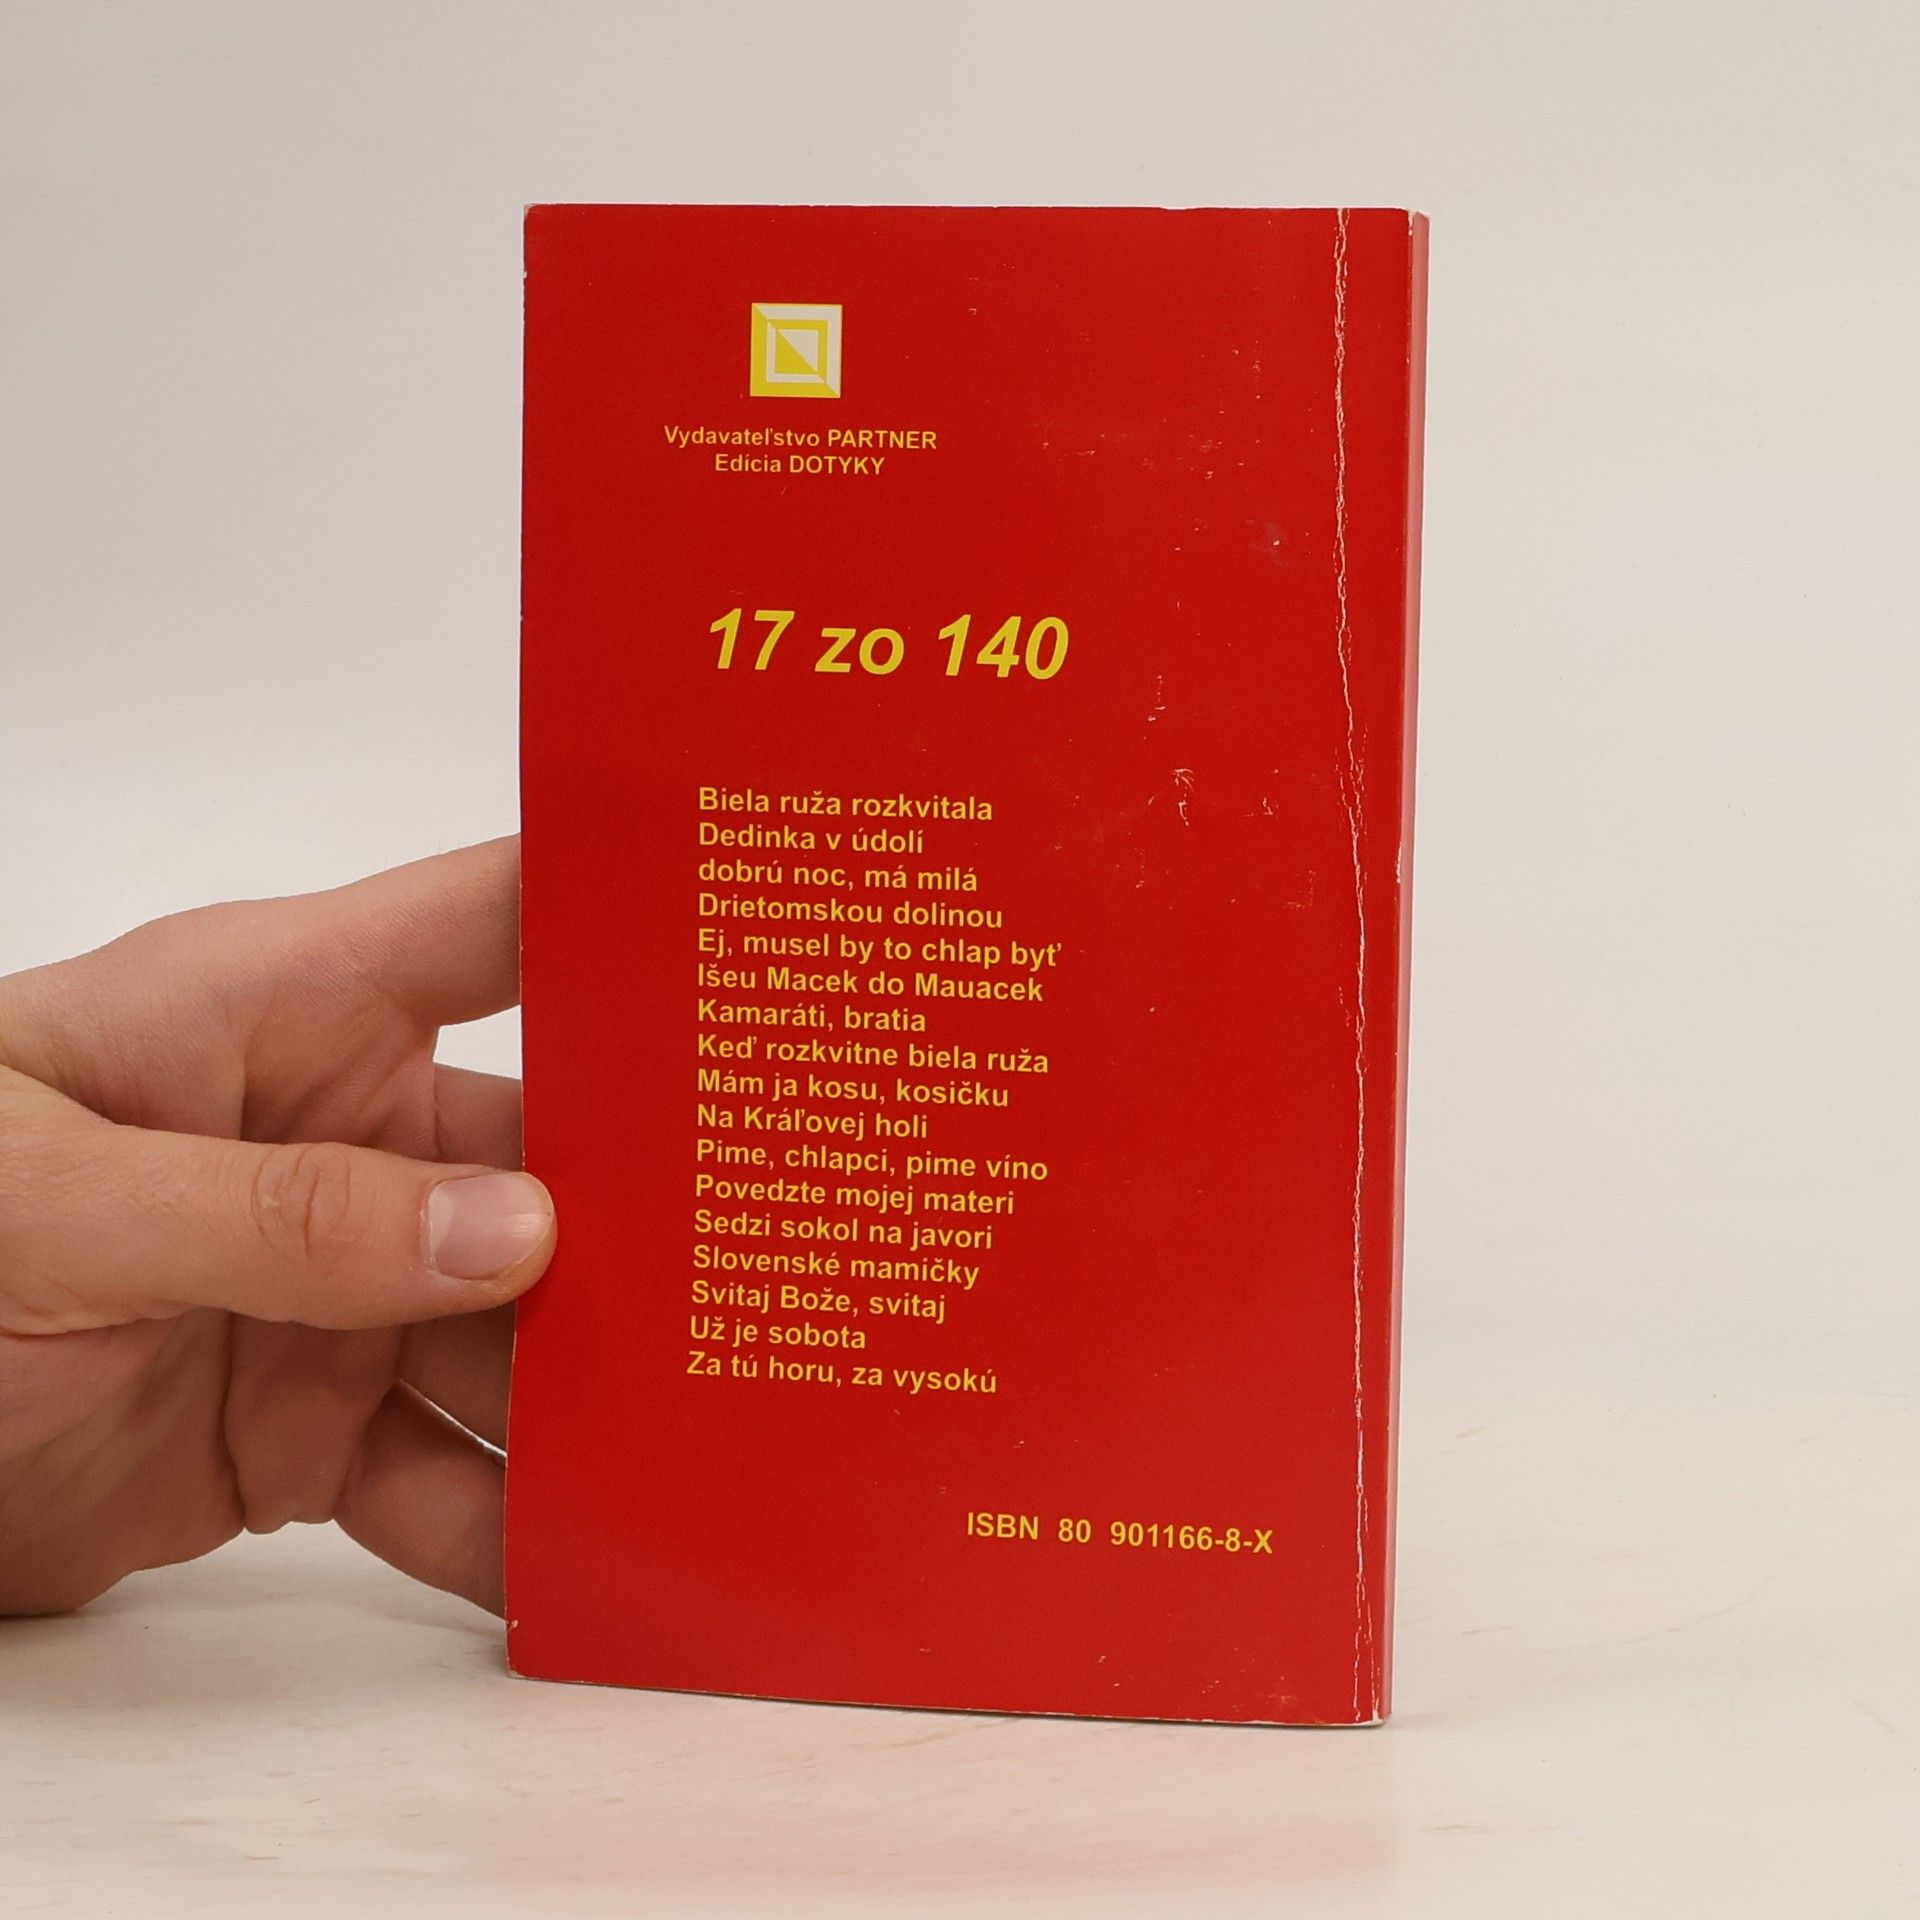 Vydavateľstvo PARTNER
Edícia DOTYKY
17 zo 140
Biela ruža rozkvitala
Dedinka v údolí
dobrú noc, má milá
Drietomskou dolinou
Ej, musel by to chlap byť
Išeu Macek do Mauacek
Kamaráti, bratia
Keď rozkvitne biela ruža
Mám ja kosu, kosičku
Na Kráľovej holi
Pime, chlapci, pime víno
Povedzte mojej materi
Sedzi sokol na javori
Slovenské mamičky
Svitaj Bože, svitaj
Už je sobota
Za tú horu, za vysokú
ISBN 80 901166-8-X